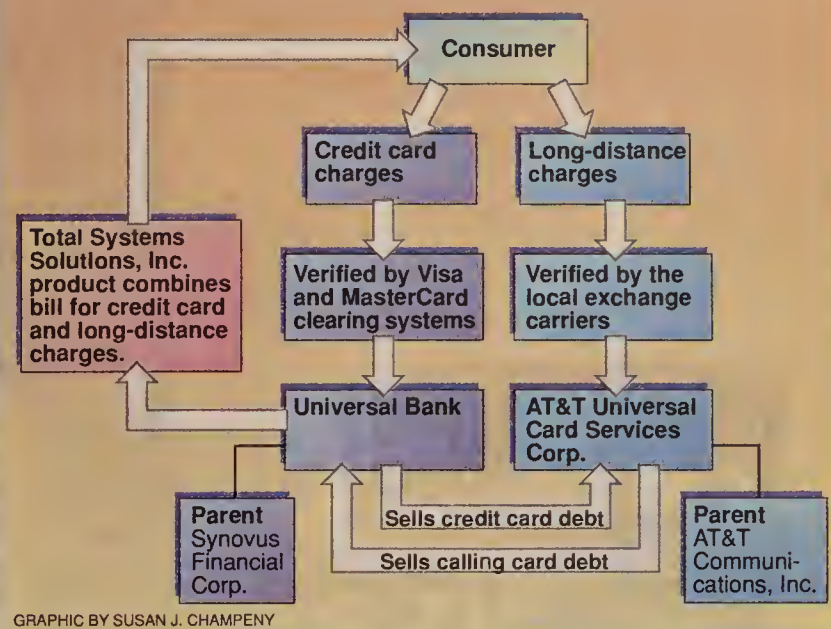 Consumer
Credit card
charges
Long-distance
charges
Total Systems
Solutions, Inc.
product combines
bill for credit card
and long-distance
charges.
Verified by Visa
and MasterCard
clearing systems
Verified by the
local exchange
carriers
Universal Bank
AT&T Universal
Card Services
Corp.
Parent
Synovus
Financial
Corp.
Sells credit card debt
Sells calling card debt
Parent
AT&T
Communi-
cations, Inc.
GRAPHIC BY SUSAN J. CHAMPENY